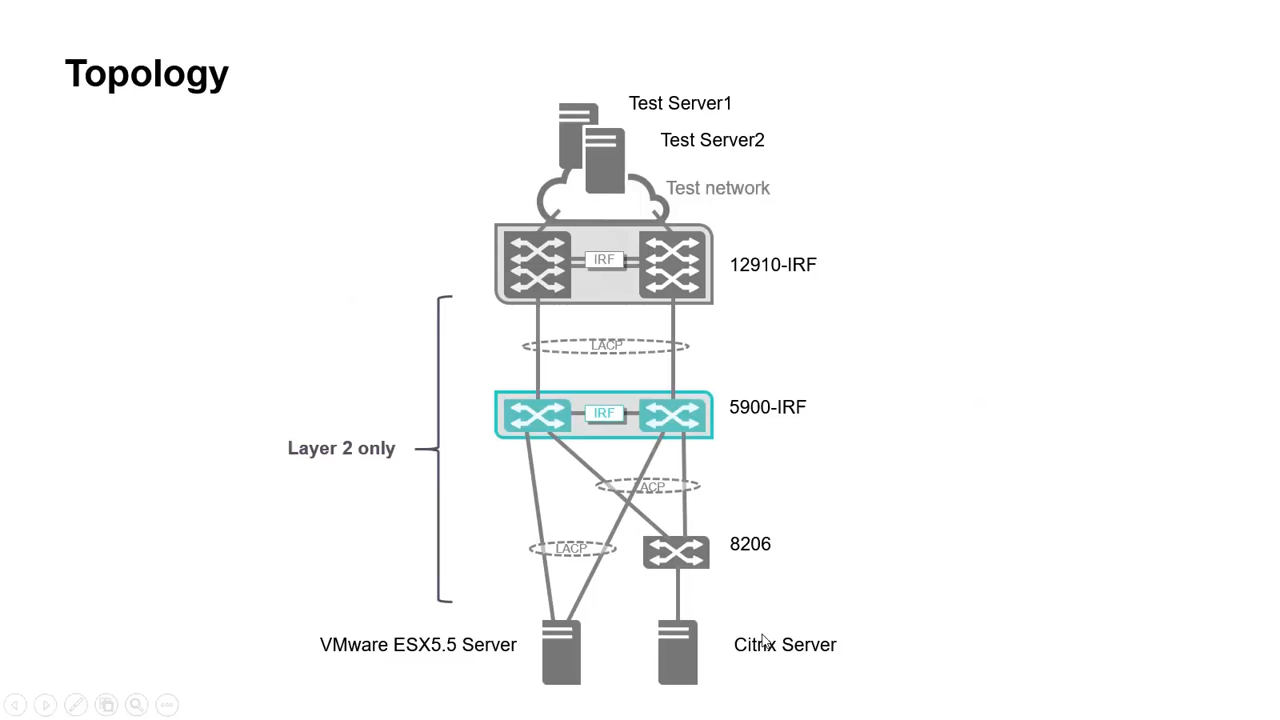 Topology
Test Server1
Test Server2
Test network
IRF
12910-IRF
LACP
IRF
5900-IRF
Layer 2 only
LACP
LACP
8206
VMware ESX5.5 Server
Citrix Server